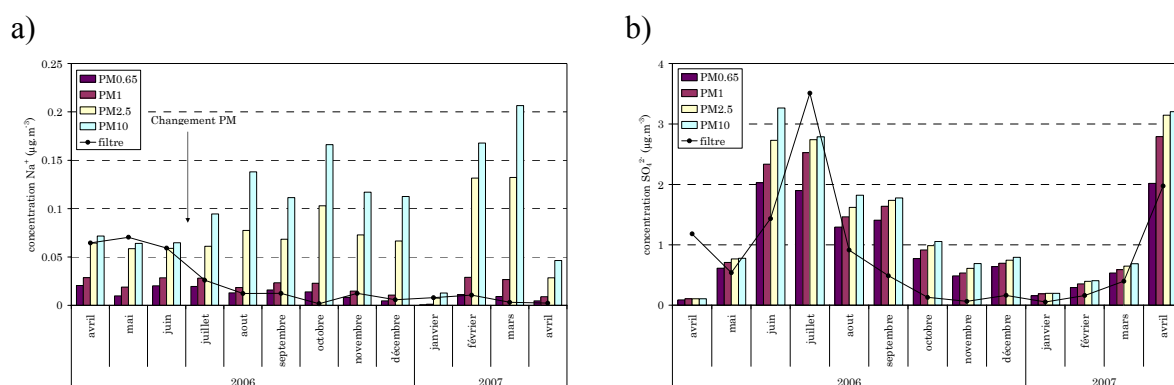 a)
concentration Na⁺ (µg.m⁻³)
0.25
0.2
0.15
0.1
0.05
0
PM0.65
PM1
PM2.5
PM10
filtre
Changement PM
avril
mai
juin
juillet
aout
septembre
octobre
novembre
décembre
janvier
février
mars
avril
2006
2007
b)
concentration SO₄²⁻ (µg.m⁻³)
4
3
2
1
0
PM0.65
PM1
PM2.5
PM10
filtre
avril
mai
juin
juillet
aout
septembre
octobre
novembre
décembre
janvier
février
mars
avril
2006
2007